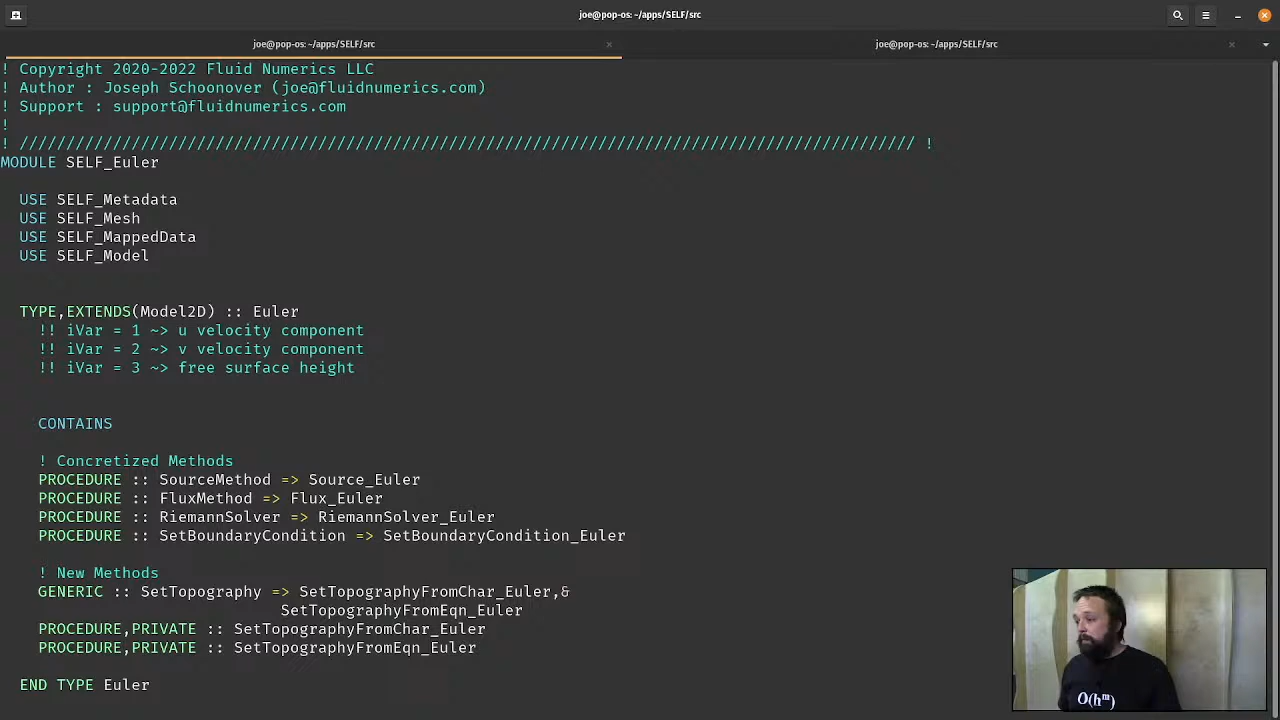 joe@pop-os: ~/apps/SELF/src
joe@pop-os: ~/apps/SELF/src
joe@pop-os: ~/apps/SELF/src
! Copyright 2020-2022 Fluid Numerics LLC
! Author : Joseph Schoonover (joe@fluidnumerics.com)
! Support : support@fluidnumerics.com
!
! //////////////////////////////////////////////////////////////////////////////////////////////// !
MODULE SELF_Euler
USE SELF_Metadata
USE SELF_Mesh
USE SELF_MappedData
USE SELF_Model
TYPE,EXTENDS(Model2D) :: Euler
!! iVar = 1 ~> u velocity component
!! iVar = 2 ~> v velocity component
!! iVar = 3 ~> free surface height
CONTAINS
! Concretized Methods
PROCEDURE :: SourceMethod => Source_Euler
PROCEDURE :: FluxMethod => Flux_Euler
PROCEDURE :: RiemannSolver => RiemannSolver_Euler
PROCEDURE :: SetBoundaryCondition => SetBoundaryCondition_Euler
! New Methods
GENERIC :: SetTopography => SetTopographyFromChar_Euler,&
SetTopographyFromEqn_Euler
PROCEDURE,PRIVATE :: SetTopographyFromChar_Euler
PROCEDURE,PRIVATE :: SetTopographyFromEqn_Euler
END TYPE Euler
O(hᵐ)